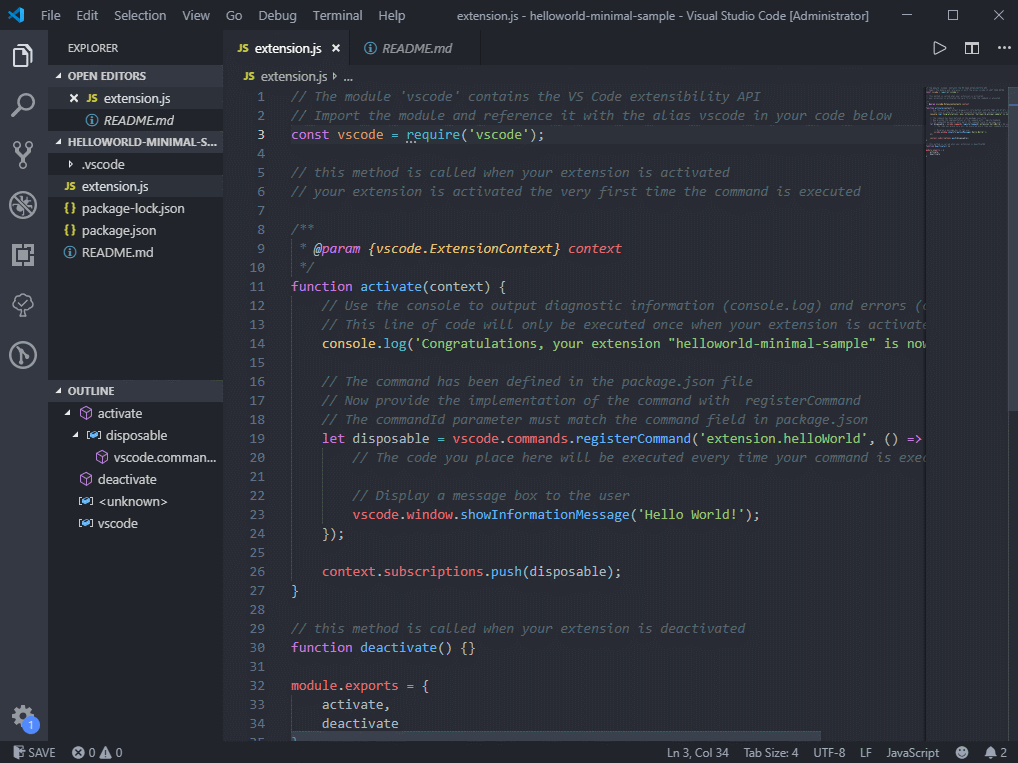 File Edit Selection View Go Debug Terminal Help extension.js - helloworld-minimal-sample - Visual Studio Code [Administrator]
EXPLORER
OPEN EDITORS
JS extension.js
README.md
HELLOWORLD-MINIMAL-S...
.vscode
JS extension.js
{} package-lock.json
{} package.json
README.md
OUTLINE
activate
disposable
vscode.comman...
deactivate
<unknown>
vscode
JS extension.js README.md
JS extension.js ...
1 // The module 'vscode' contains the VS Code extensibility API
2 // Import the module and reference it with the alias vscode in your code below
3 const vscode = require('vscode');
4
5 // this method is called when your extension is activated
6 // your extension is activated the very first time the command is executed
7
8 /**
9  * @param {vscode.ExtensionContext} context
10  */
11 function activate(context) {
12     // Use the console to output diagnostic information (console.log) and errors (
13     // This line of code will only be executed once when your extension is activate
14     console.log('Congratulations, your extension "helloworld-minimal-sample" is now
15
16     // The command has been defined in the package.json file
17     // Now provide the implementation of the command with  registerCommand
18     // The commandId parameter must match the command field in package.json
19     let disposable = vscode.commands.registerCommand('extension.helloWorld', () =>
20         // The code you place here will be executed every time your command is exe
21
22         // Display a message box to the user
23         vscode.window.showInformationMessage('Hello World!');
24     });
25
26     context.subscriptions.push(disposable);
27 }
28
29 // this method is called when your extension is deactivated
30 function deactivate() {}
31
32 module.exports = {
33     activate,
34     deactivate
1
SAVE 0 0 Ln 3, Col 34 Tab Size: 4 UTF-8 LF JavaScript 2